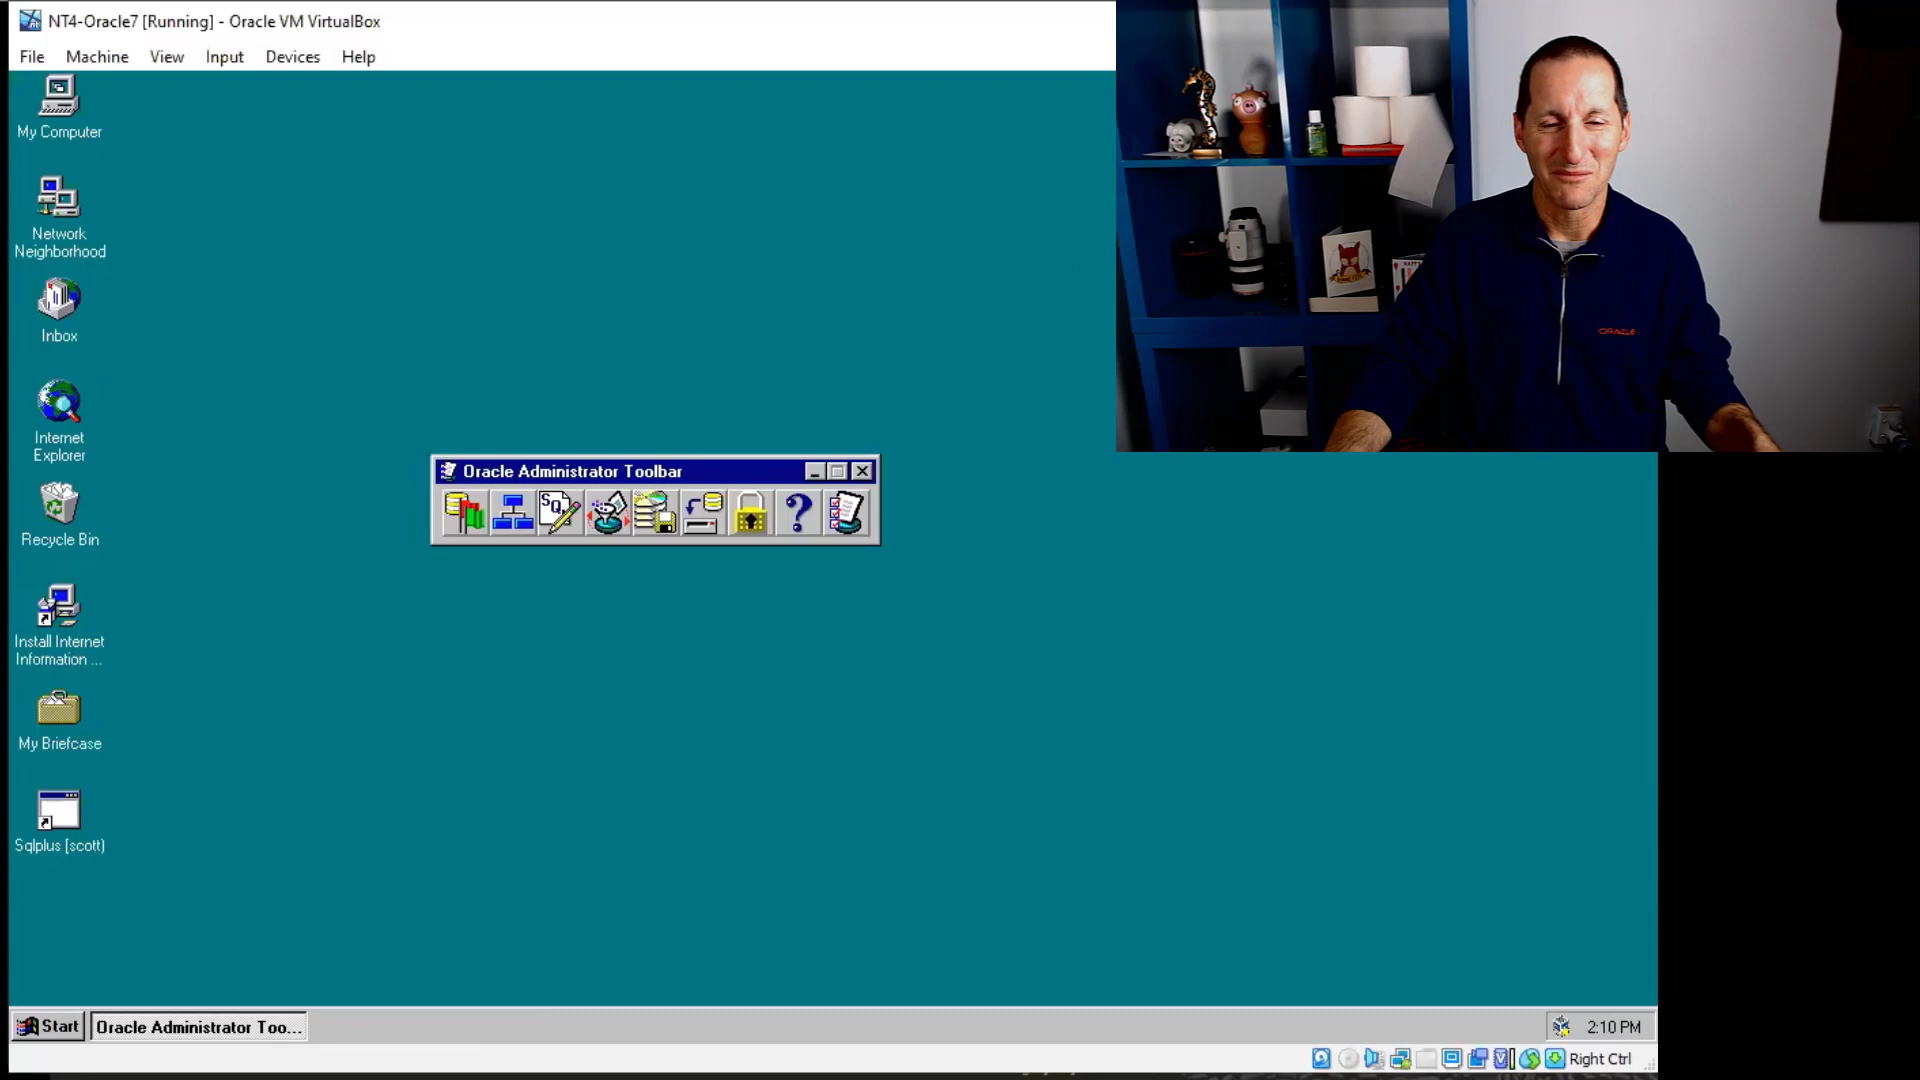 NT4-Oracle7 [Running] - Oracle VM VirtualBox
File Machine View Input Devices Help
My Computer
Network
Neighborhood
Inbox
Internet
Explorer
Recycle Bin
Install Internet
Information ...
My Briefcase
Sqlplus [scott)
Oracle Administrator Toolbar
SQ
?
ORACLE
Start
Oracle Administrator Too...
2:10 PM
Right Ctrl